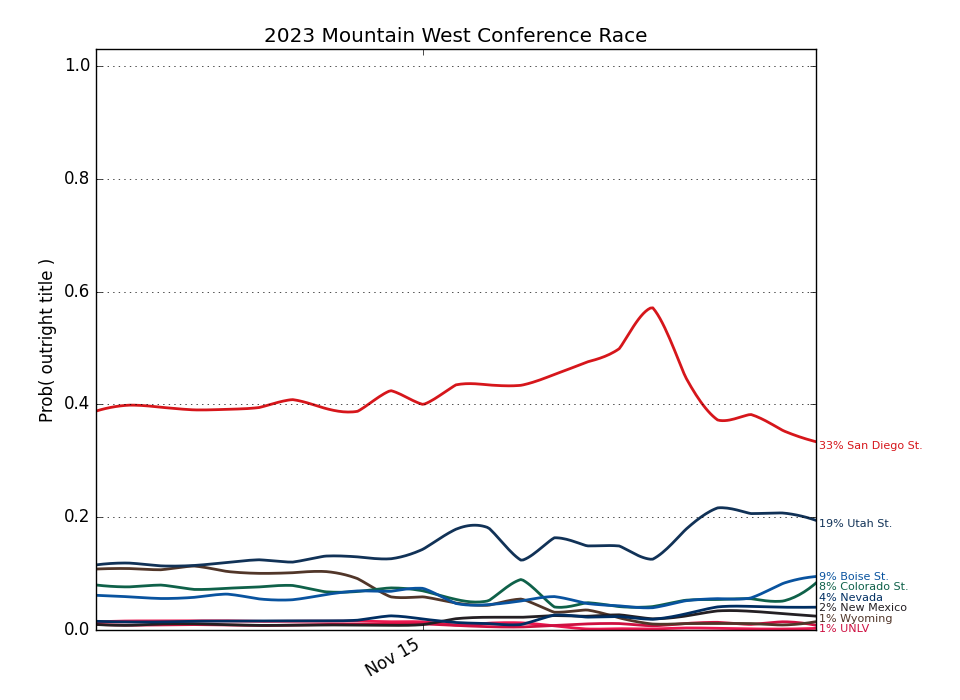 2023 Mountain West Conference Race
1.0
0.8
0.6
0.4
0.2
0.0
Prob( outright title )
Nov 15
33% San Diego St.
19% Utah St.
9% Boise St.
8% Colorado St.
4% Nevada
2% New Mexico
1% Wyoming
1% UNLV